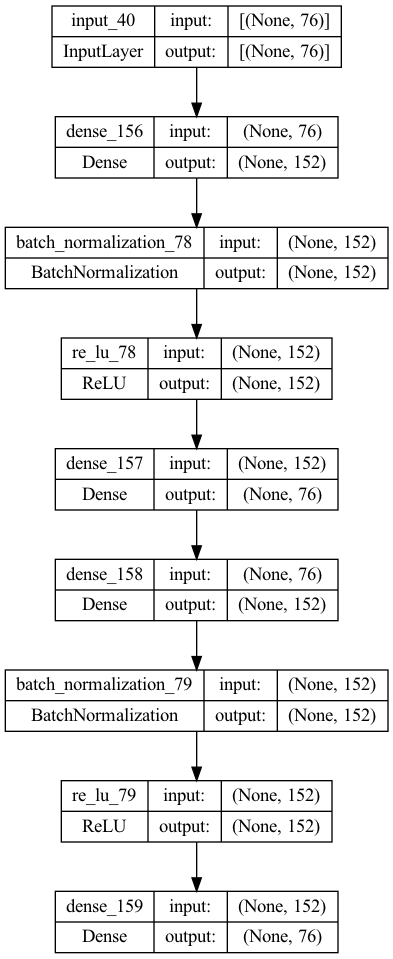 input_40 input: [(None, 76)]
InputLayer output: [(None, 76)]
dense_156 input: (None, 76)
Dense output: (None, 152)
batch_normalization_78 input: (None, 152)
BatchNormalization output: (None, 152)
re_lu_78 input: (None, 152)
ReLU output: (None, 152)
dense_157 input: (None, 152)
Dense output: (None, 76)
dense_158 input: (None, 76)
Dense output: (None, 152)
batch_normalization_79 input: (None, 152)
BatchNormalization output: (None, 152)
re_lu_79 input: (None, 152)
ReLU output: (None, 152)
dense_159 input: (None, 152)
Dense output: (None, 76)